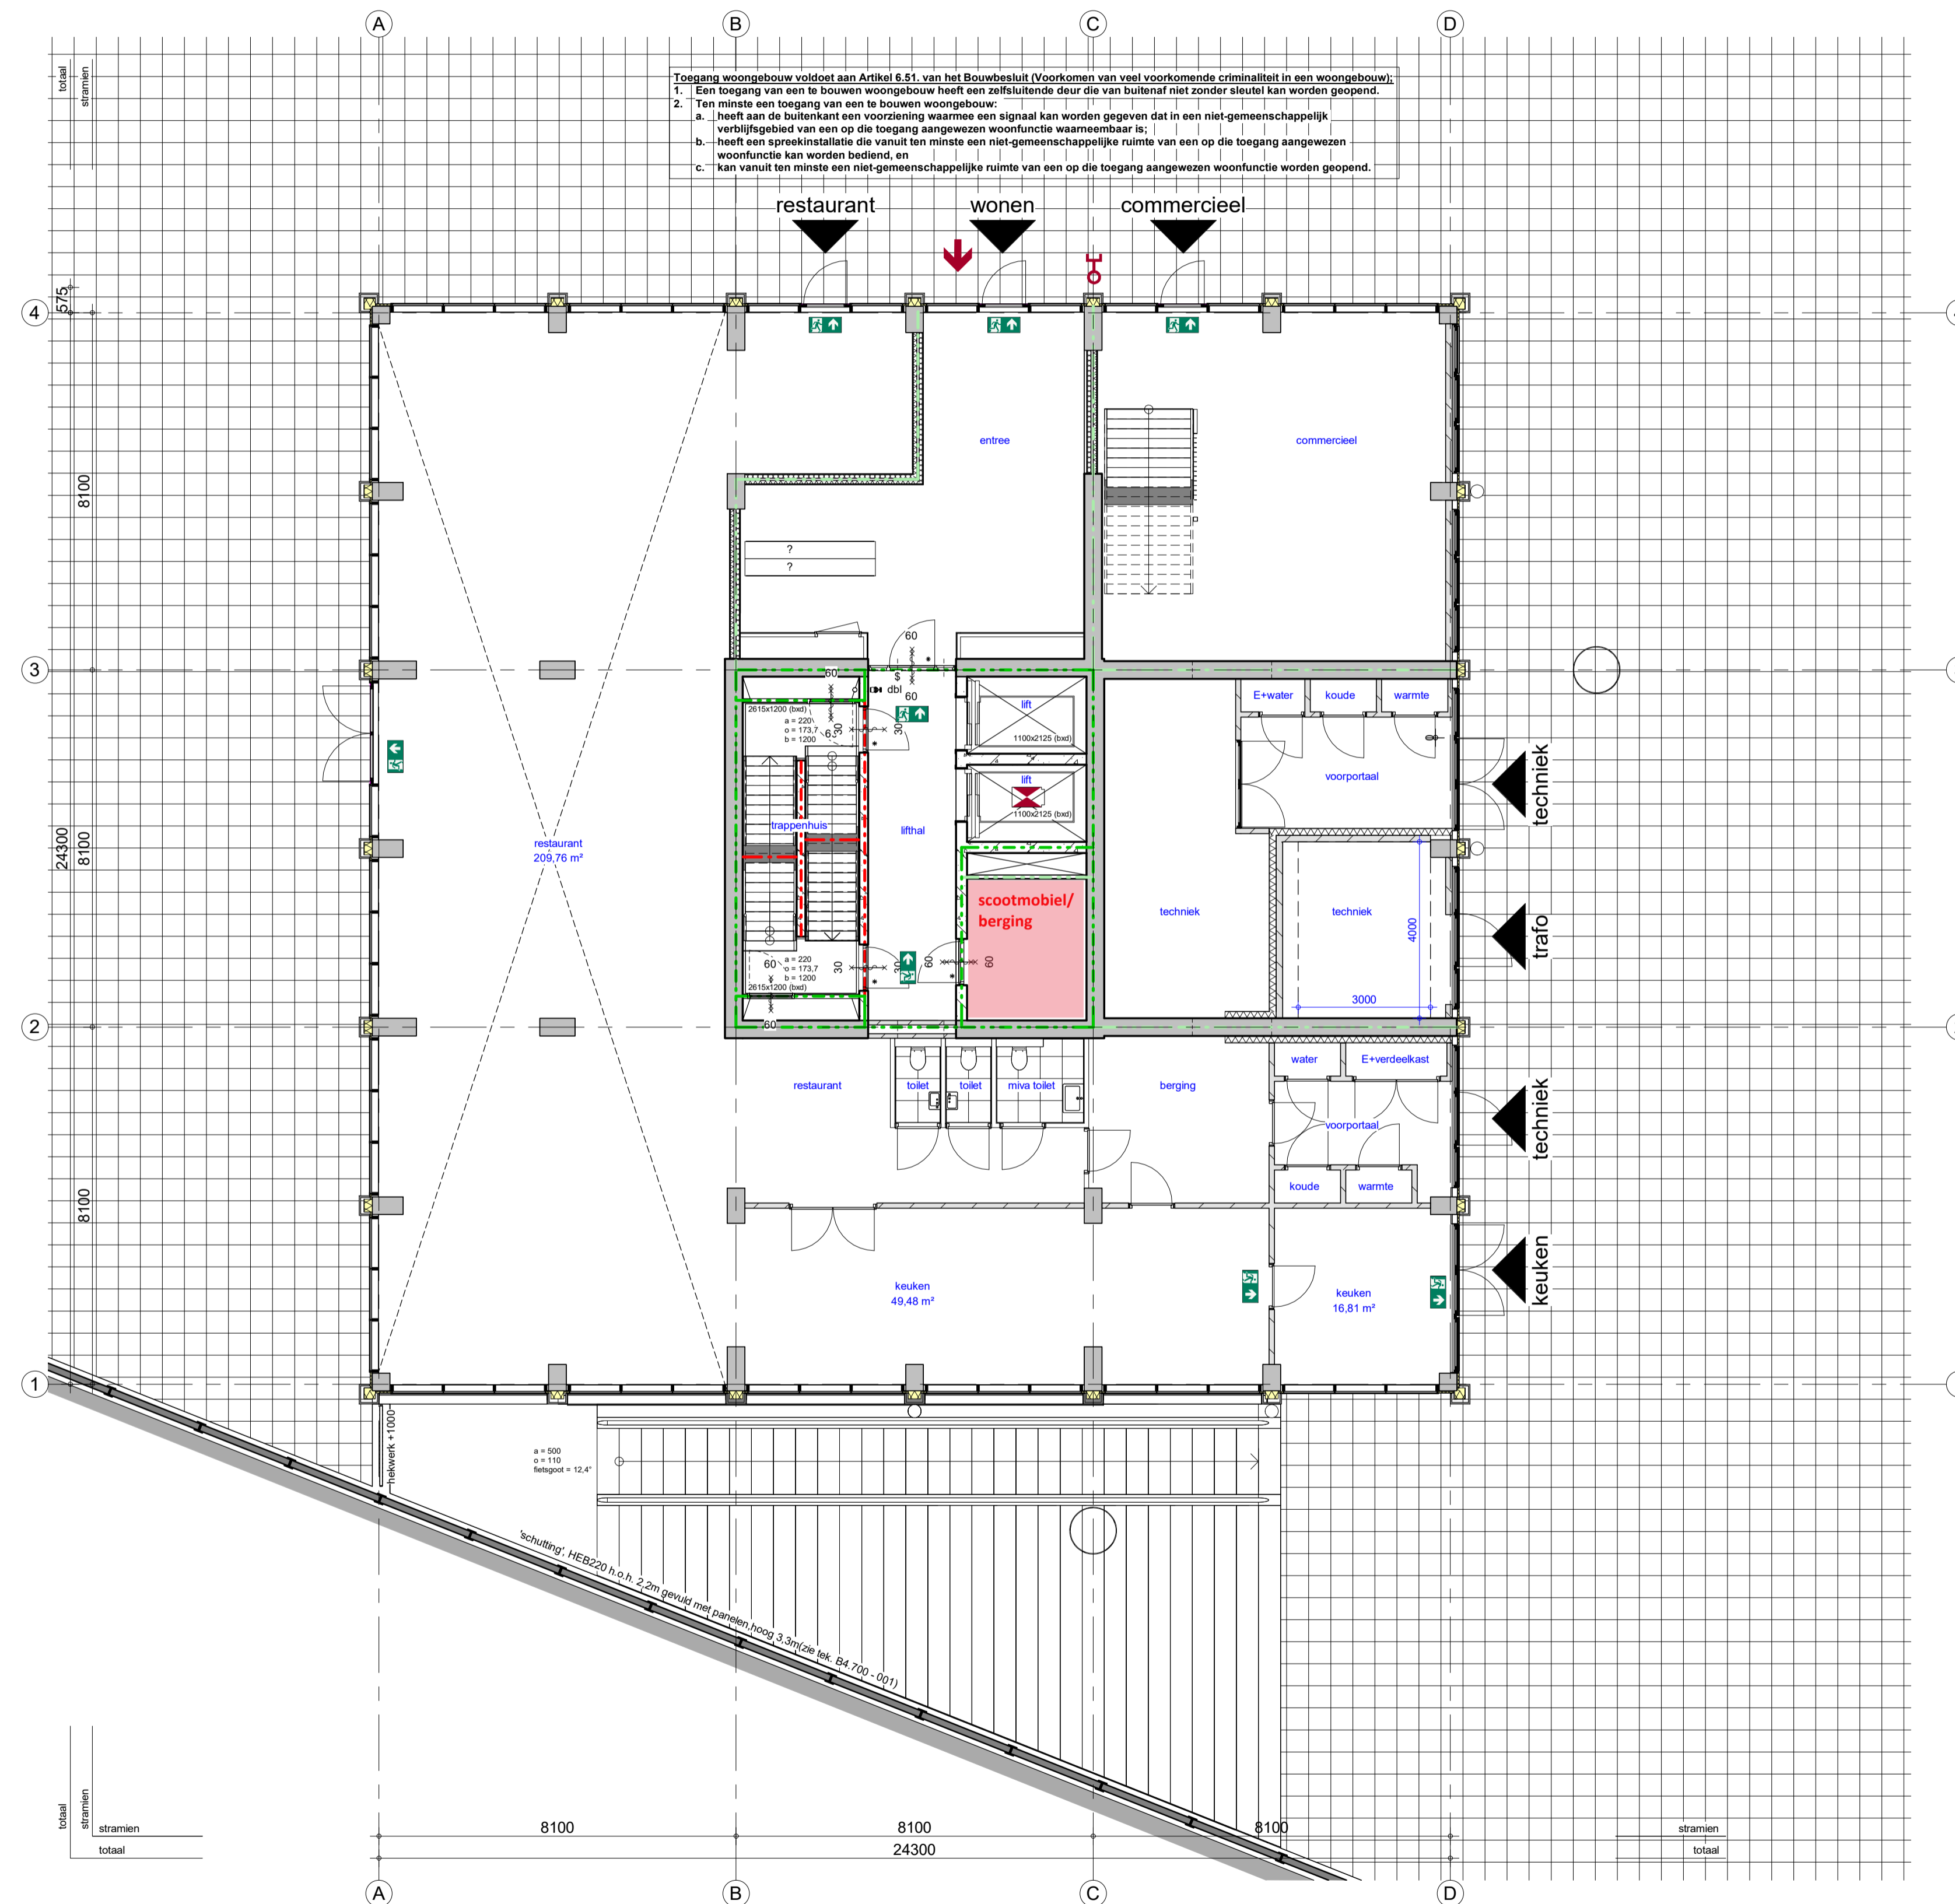 A
B
C
D
totaal
stramien
Toegang woongebouw voldoet aan Artikel 6.51. van het Bouwbesluit (Voorkomen van veel voorkomende criminaliteit in een woongebouw);
1. Een toegang van een te bouwen woongebouw heeft een zelfsluitende deur die van buitenaf niet zonder sleutel kan worden geopend.
2. Ten minste een toegang van een te bouwen woongebouw:
a. heeft aan de buitenkant een voorziening waarmee een signaal kan worden gegeven dat in een niet-gemeenschappelijk
verblijfsgebied van een op die toegang aangewezen woonfunctie waarneembaar is;
b. heeft een spreekinstallatie die vanuit ten minste een niet-gemeenschappelijke ruimte van een op die toegang aangewezen
woonfunctie kan worden bediend, en
c. kan vanuit ten minste een niet-gemeenschappelijke ruimte van een op die toegang aangewezen woonfunctie worden geopend.
restaurant
wonen
commercieel
575
4
8100
entree
commercieel
?
?
3
60
*
$
dbl
60
60
2615x1200 (bxd)
a = 220
o = 173,7
b = 1200
30
30
*
lift
1100x2125 (bxd)
E+water
koude
warmte
voorportaal
techniek
lift
1100x2125 (bxd)
trappenhuis
lifthal
restaurant
209,76 m²
24300
8100
scootmobiel/
berging
techniek
techniek
4000
3000
trafo
60
a = 220
o = 173,7
b = 1200
2615x1200 (bxd)
30
30
*
60
*
60
60
2
restaurant
toilet
toilet
miva toilet
berging
water
E+verdeelkast
voorportaal
techniek
koude
warmte
8100
keuken
49,48 m²
keuken
16,81 m²
keuken
1
hekwerk +1000
a = 500
o = 110
fietsgoot = 12,4°
'schutting', HEB220 h.o.h. 2,2m gevuld met panelen,hoog 3,3m(zie tek. B4.700 - 001)
totaal
stramien
stramien
totaal
8100
8100
8100
24300
stramien
totaal
A
B
C
D